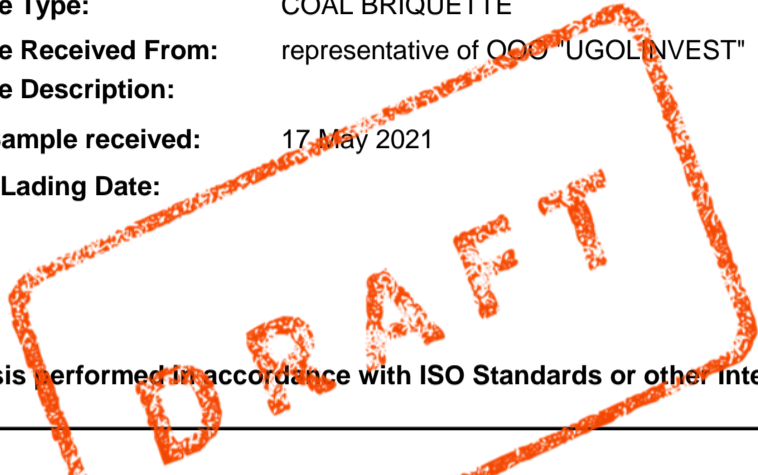 e Type: COAL BRIQUETTE
e Received From: representative of OOO "UGOLINVEST"
e Description:
ample received: 17 May 2021
Lading Date:
DRAFT
sis performed in accordance with ISO Standards or other Inte